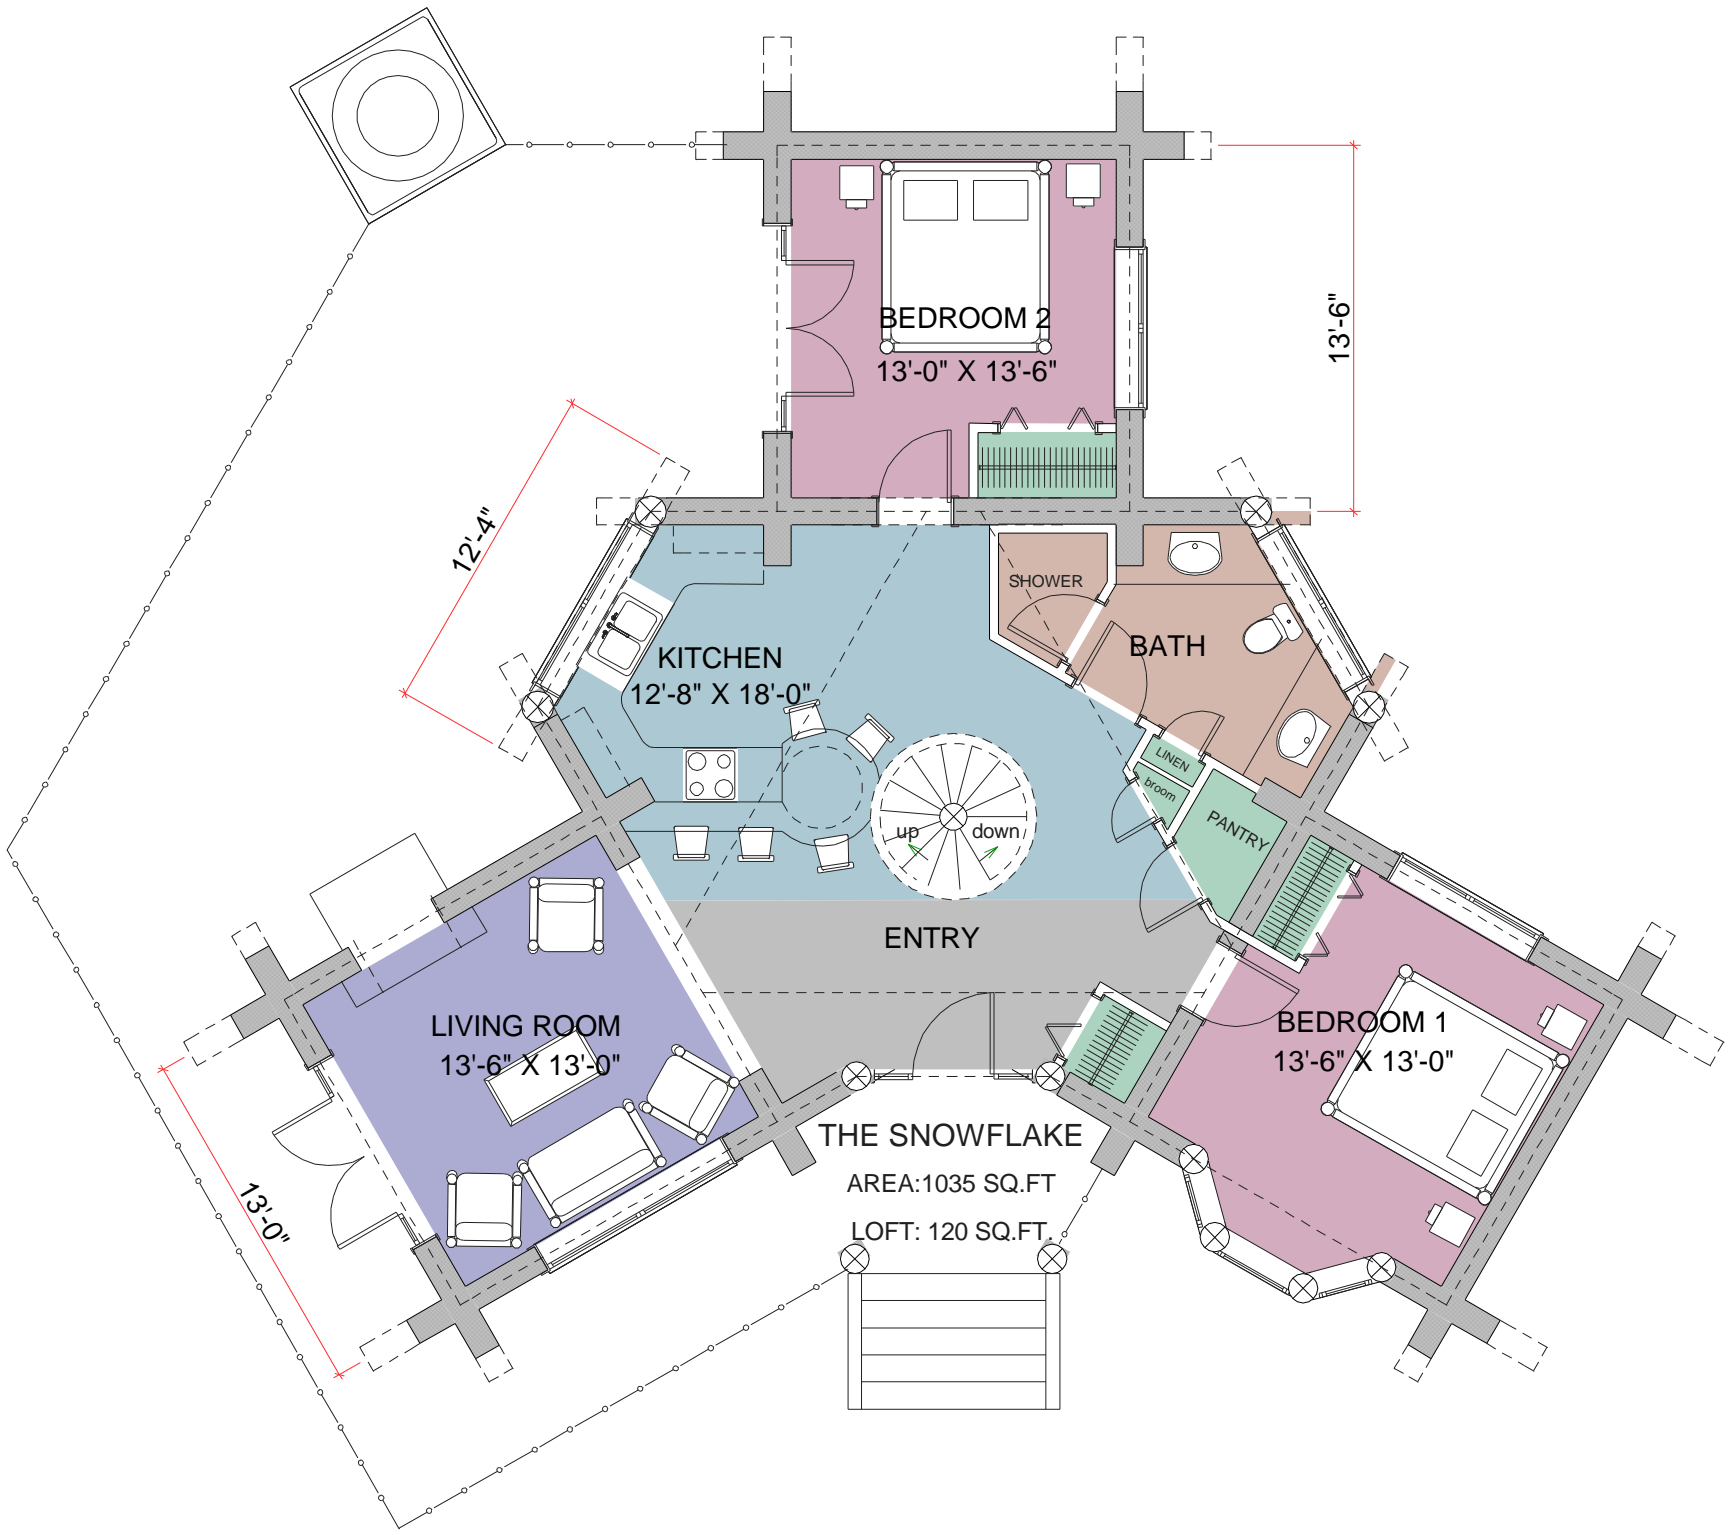 13'-6"
BEDROOM 2
13'-0" X 13'-6"
12'-4"
SHOWER
BATH
KITCHEN
12'-8" X 18'-0"
LINEN
broom
PANTRY
up
down
ENTRY
LIVING ROOM
13'-6" X 13'-0"
BEDROOM 1
13'-6" X 13'-0"
THE SNOWFLAKE
AREA:1035 SQ.FT
LOFT: 120 SQ.FT.
13'-0"